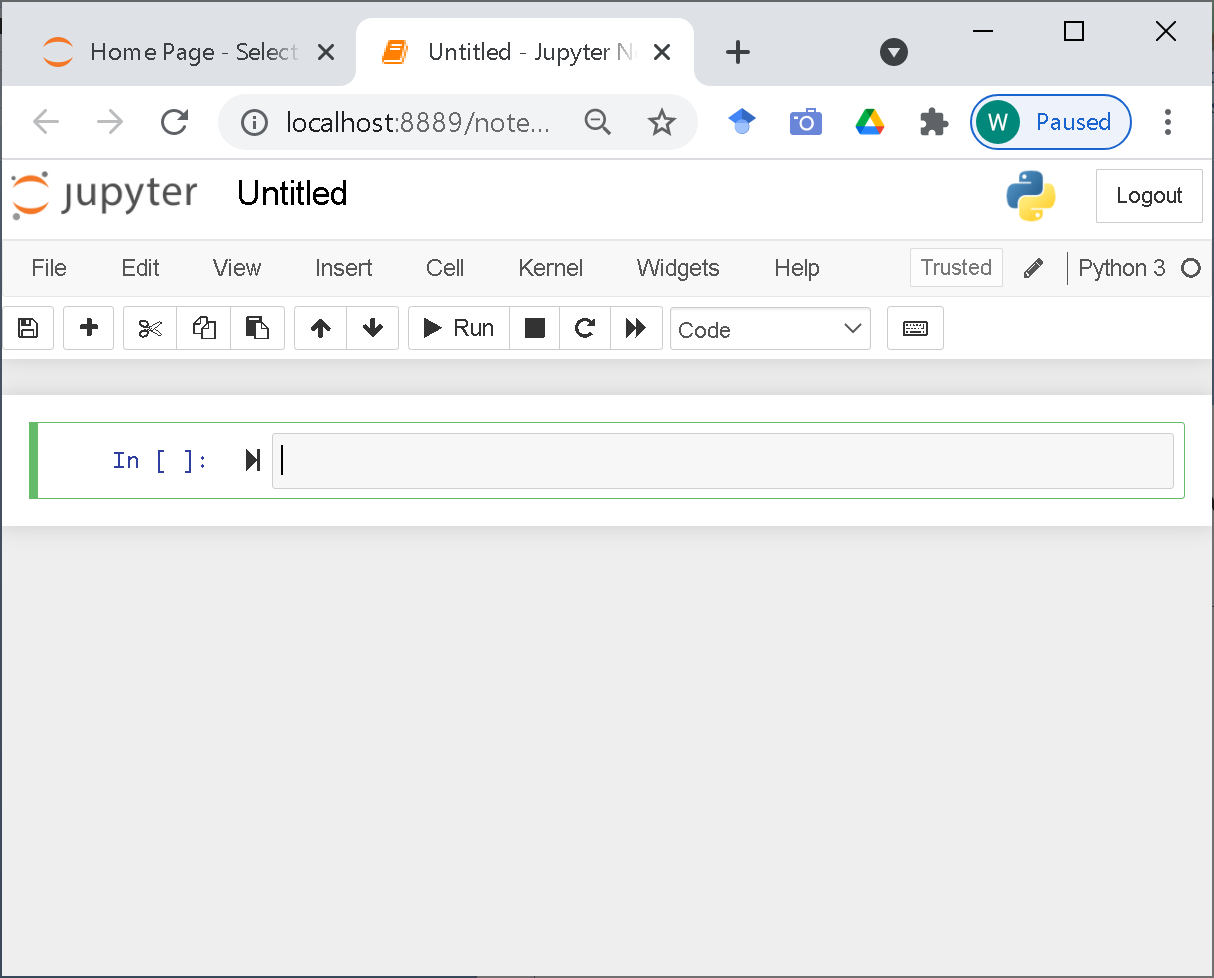 Home Page - Select
Untitled - Jupyter N
localhost:8889/note...
W Paused
jupyter Untitled
Logout
File Edit View Insert Cell Kernel Widgets Help
Trusted Python 3
Run Code
In [ ]: